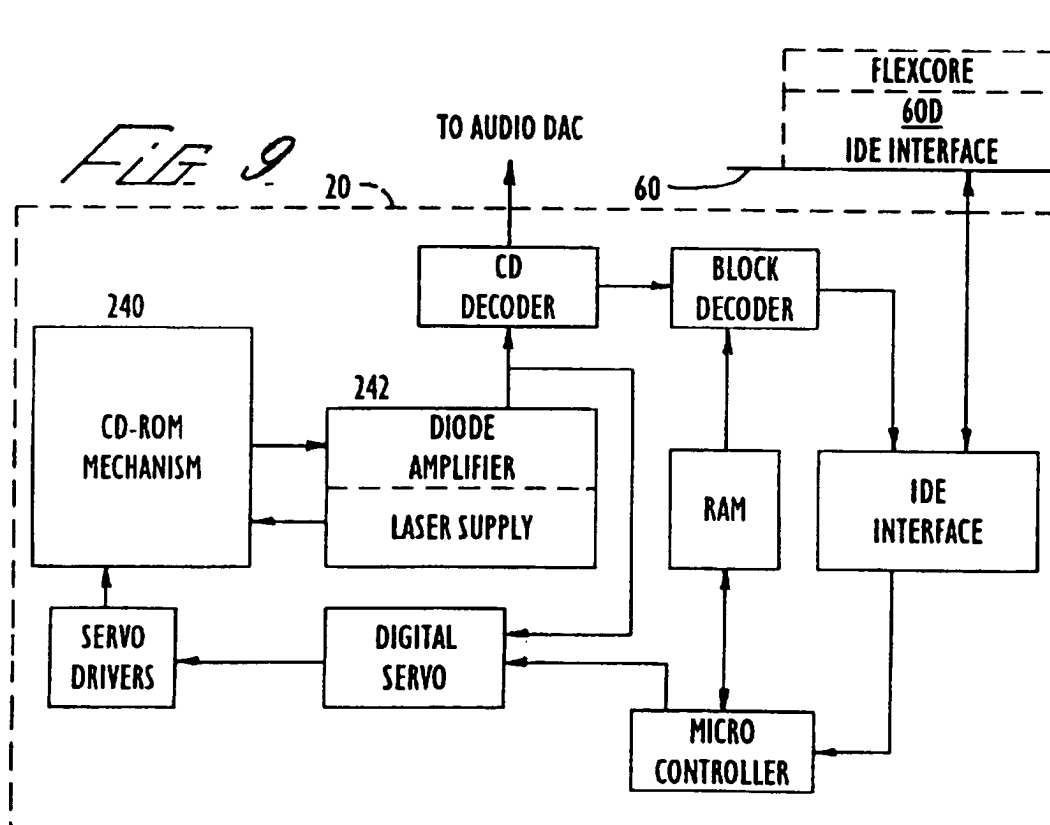 FLEXCORE
60D
IDE INTERFACE
TO AUDIO DAC
FIG 9
20
60
CD
DECODER
BLOCK
DECODER
240
CD-ROM
MECHANISM
242
DIODE
AMPLIFIER
LASER SUPPLY
RAM
IDE
INTERFACE
SERVO
DRIVERS
DIGITAL
SERVO
MICRO
CONTROLLER